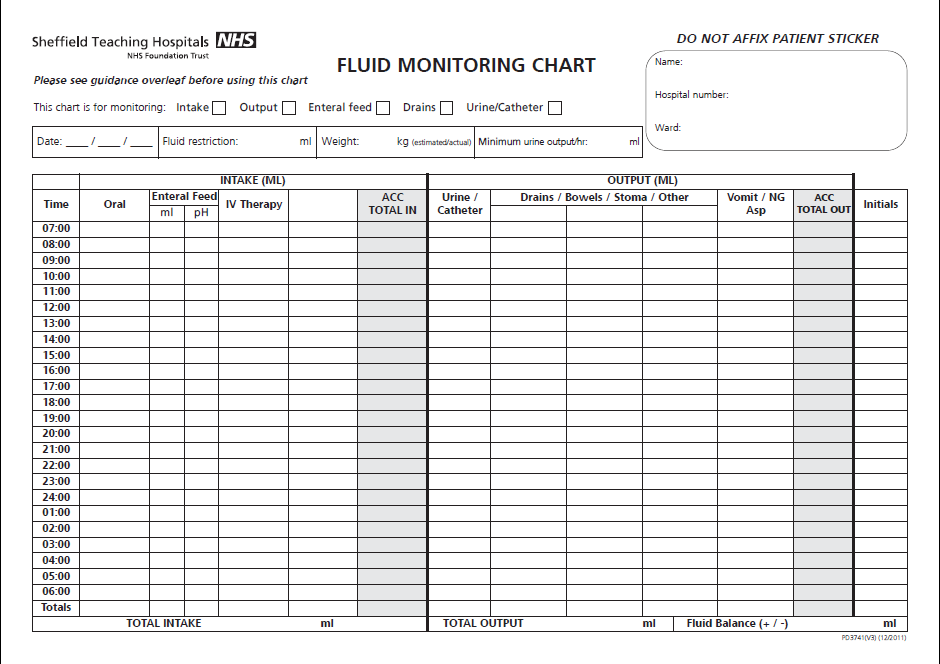 Sheffield Teaching Hospitals NHS
NHS Foundation Trust
DO NOT AFFIX PATIENT STICKER
Please see guidance overleaf before using this chart
FLUID MONITORING CHART
Name:
Hospital number:
Ward:
This chart is for monitoring: Intake Output Enteral feed Drains Urine/Catheter
Date: ____ / ____ / ____ Fluid restriction: ml Weight: kg (estimated/actual) Minimum urine output/hr: ml
INTAKE (ML) OUTPUT (ML)
Time Oral Enteral Feed ml pH IV Therapy ACC TOTAL IN Urine / Catheter Drains / Bowels / Stoma / Other Vomit / NG Asp ACC TOTAL OUT Initials
07:00
08:00
09:00
10:00
11:00
12:00
13:00
14:00
15:00
16:00
17:00
18:00
19:00
20:00
21:00
22:00
23:00
24:00
01:00
02:00
03:00
04:00
05:00
06:00
Totals
TOTAL INTAKE ml TOTAL OUTPUT ml Fluid Balance (+ / -) ml
PD3741(V3) (12/2011)